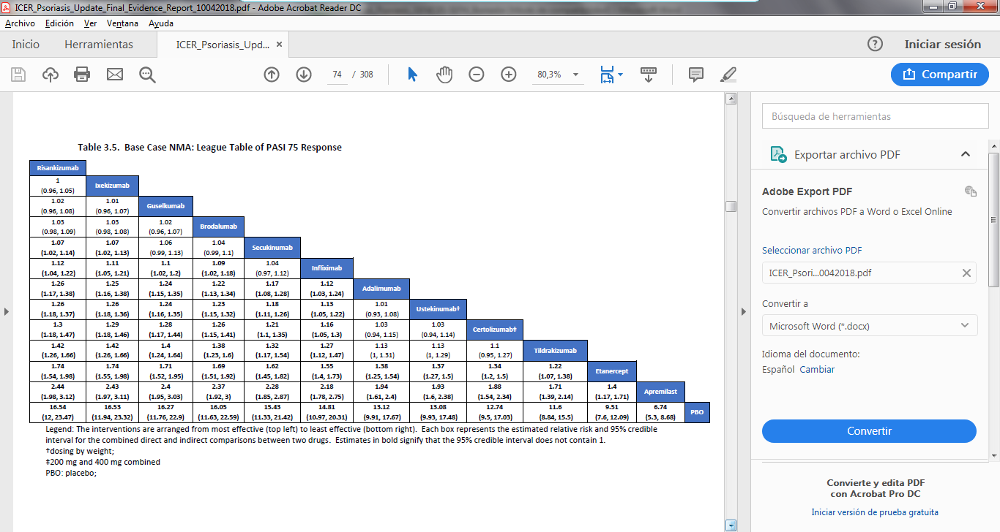 ICER_Psoriasis_Update_Final_Evidence_Report_10042018.pdf - Adobe Acrobat Reader DC
Archivo Edición Ver Ventana Ayuda
Inicio Herramientas ICER_Psoriasis_Upd... × ? Iniciar sesión
74 / 308 80,3% Compartir
Table 3.5. Base Case NMA: League Table of PASI 75 Response
Risankizumab
1
(0.96, 1.05)
Ixekizumab
1.02 1.01
(0.96, 1.08) (0.96, 1.07)
Guselkumab
1.03 1.03 1.02
(0.98, 1.09) (0.98, 1.08) (0.96, 1.07)
Brodalumab
1.07 1.07 1.06 1.04
(1.02, 1.14) (1.02, 1.13) (0.99, 1.13) (0.99, 1.1)
Secukinumab
1.12 1.11 1.1 1.09 1.04
(1.04, 1.22) (1.05, 1.21) (1.02, 1.2) (1.02, 1.18) (0.97, 1.12)
Infliximab
1.26 1.25 1.24 1.22 1.17 1.12
(1.17, 1.38) (1.16, 1.38) (1.15, 1.35) (1.13, 1.34) (1.08, 1.28) (1.03, 1.24)
Adalimumab
1.26 1.26 1.24 1.23 1.18 1.13 1.01
(1.18, 1.37) (1.18, 1.36) (1.16, 1.35) (1.15, 1.32) (1.11, 1.26) (1.05, 1.22) (0.93, 1.08)
Ustekinumab†
1.3 1.29 1.28 1.26 1.21 1.16 1.03 1.03
(1.18, 1.47) (1.18, 1.46) (1.17, 1.44) (1.15, 1.41) (1.1, 1.35) (1.05, 1.3) (0.94, 1.15) (0.94, 1.14)
Certolizumab‡
1.42 1.42 1.4 1.38 1.32 1.27 1.13 1.13 1.1
(1.26, 1.66) (1.26, 1.66) (1.24, 1.64) (1.23, 1.6) (1.17, 1.54) (1.12, 1.47) (1, 1.31) (1, 1.29) (0.95, 1.27)
Tildrakizumab
1.74 1.74 1.71 1.69 1.62 1.55 1.38 1.37 1.34 1.22
(1.54, 1.98) (1.55, 1.98) (1.52, 1.95) (1.51, 1.92) (1.45, 1.82) (1.4, 1.73) (1.25, 1.54) (1.27, 1.5) (1.2, 1.5) (1.07, 1.38)
Etanercept
2.44 2.43 2.4 2.37 2.28 2.18 1.94 1.93 1.88 1.71 1.4
(1.98, 3.12) (1.97, 3.11) (1.95, 3.03) (1.92, 3) (1.85, 2.87) (1.78, 2.75) (1.61, 2.4) (1.6, 2.38) (1.54, 2.34) (1.39, 2.14) (1.17, 1.71)
Apremilast
16.54 16.53 16.27 16.05 15.43 14.81 13.12 13.08 12.74 11.6 9.51 6.74
(12, 23.47) (11.94, 23.32) (11.76, 22.9) (11.63, 22.59) (11.33, 21.42) (10.97, 20.31) (9.91, 17.67) (9.93, 17.48) (9.5, 17.03) (8.84, 15.5) (7.6, 12.09) (5.3, 8.68)
PBO
Legend: The interventions are arranged from most effective (top left) to least effective (bottom right). Each box represents the estimated relative risk and 95% credible
interval for the combined direct and indirect comparisons between two drugs. Estimates in bold signify that the 95% credible interval does not contain 1.
†dosing by weight;
‡200 mg and 400 mg combined
PBO: placebo;
Búsqueda de herramientas
Exportar archivo PDF
Adobe Export PDF
Convertir archivos PDF a Word o Excel Online
Seleccionar archivo PDF
ICER_Psori...0042018.pdf
Convertir a
Microsoft Word (*.docx)
Idioma del documento:
Español Cambiar
Convertir
Convierte y edita PDF
con Acrobat Pro DC
Iniciar versión de prueba gratuita